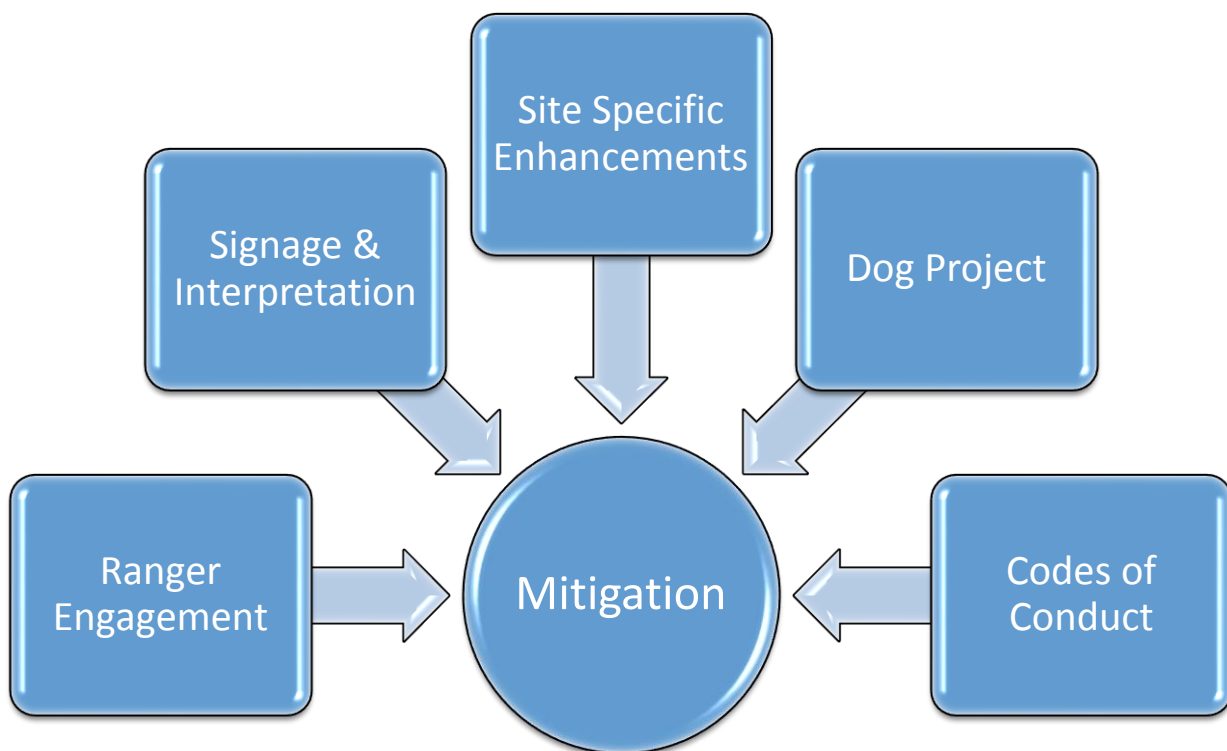 Site Specific
Enhancements
Signage &
Interpretation
Dog Project
Ranger
Engagement
Mitigation
Codes of
Conduct